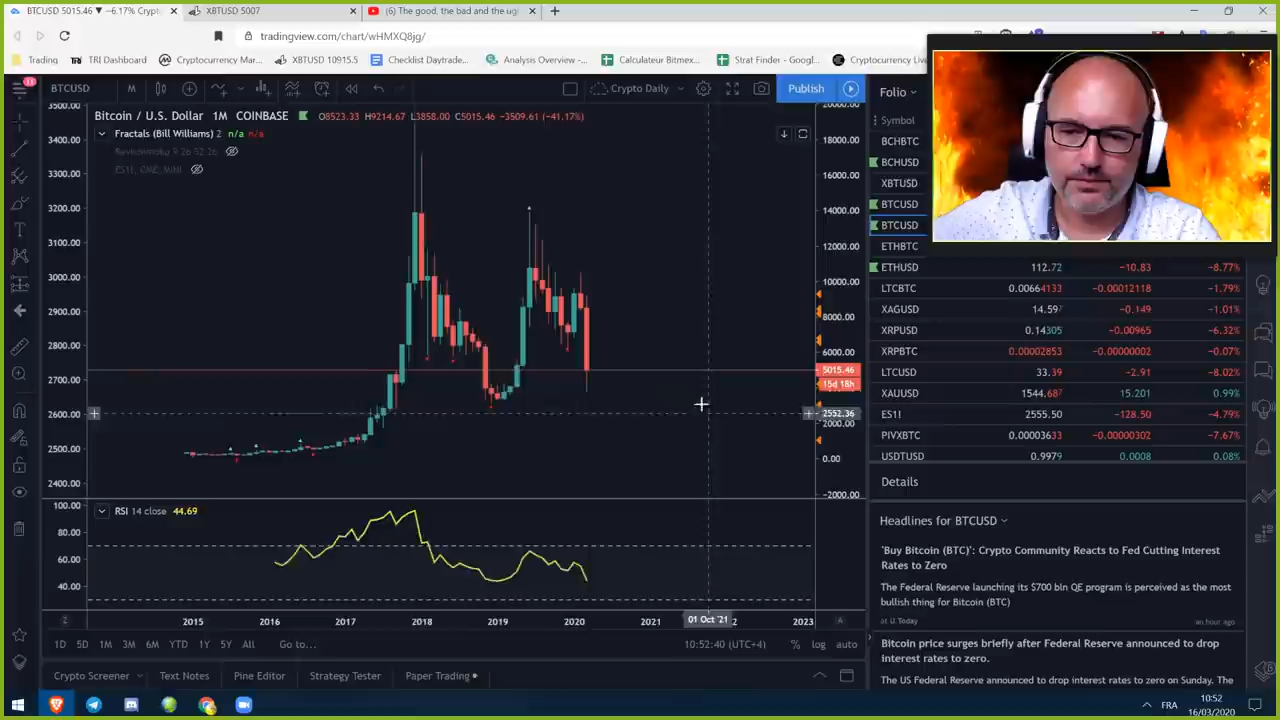 BTCUSD 5015.46 ▼ −6.17% Crypt
XBTUSD 5007
(6) The good, the bad and the ugl
tradingview.com/chart/wHMXQ8jg/
Trading
TRI Dashboard
Cryptocurrency Mar...
XBTUSD 10915.5
Checklist Daytrade...
Analysis Overview -...
Calculateur Bitmex...
Strat Finder - Googl...
Cryptocurrency Liv
11
BTCUSD
M
Crypto Daily
Publish
Folio
Bitcoin / U.S. Dollar 1M COINBASE
O8523.33 H9214.67 L3858.00 C5015.46 −3509.61 (−41.17%)
Fractals (Bill Williams) 2 n/a n/a
ES1!, CME_MINI
3500.00
3400.00
3300.00
3200.00
3100.00
3000.00
2900.00
2800.00
2700.00
2600.00
2500.00
2400.00
20000.00
18000.00
16000.00
14000.00
12000.00
10000.00
8000.00
6000.00
5015.46
15d 18h
2552.36
2000.00
0.00
−2000.00
Symbol
BCHBTC
BCHUSD
XBTUSD
BTCUSD
BTCUSD
ETHBTC
ETHUSD 112.72 −10.83 −8.77%
LTCBTC 0.00664133 −0.00012118 −1.79%
XAGUSD 14.597 −0.149 −1.01%
XRPUSD 0.14305 −0.00965 −6.32%
XRPBTC 0.00002853 −0.00000002 −0.07%
LTCUSD 33.39 −2.91 −8.02%
XAUUSD 1544.687 15.201 0.99%
ES1! 2555.50 −128.50 −4.79%
PIVXBTC 0.00003633 −0.00000302 −7.67%
USDTUSD 0.9979 0.0008 0.08%
Details
Headlines for BTCUSD
'Buy Bitcoin (BTC)': Crypto Community Reacts to Fed Cutting Interest
Rates to Zero
The Federal Reserve launching its $700 bln QE program is perceived as the most
bullish thing for Bitcoin (BTC)
at U.Today
an hour ago
Bitcoin price surges briefly after Federal Reserve announced to drop
interest rates to zero.
The US Federal Reserve announced to drop interest rates to zero on Sunday. The
RSI 14 close 44.69
100.00
80.00
60.00
40.00
2015
2016
2017
2018
2019
2020
2021
01 Oct '21
2
2023
1D
5D
1M
3M
6M
YTD
1Y
5Y
All
Go to...
10:52:40 (UTC+4)
%
log
auto
Crypto Screener
Text Notes
Pine Editor
Strategy Tester
Paper Trading
FRA
10:52
16/03/2020